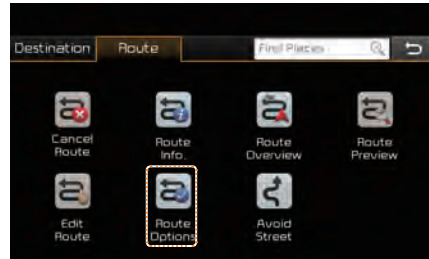 Destination
Route
Find Places
Cancel
Route
Route
Info.
Route
Overview
Route
Preview
Edit
Route
Route
Options
Avoid
Street